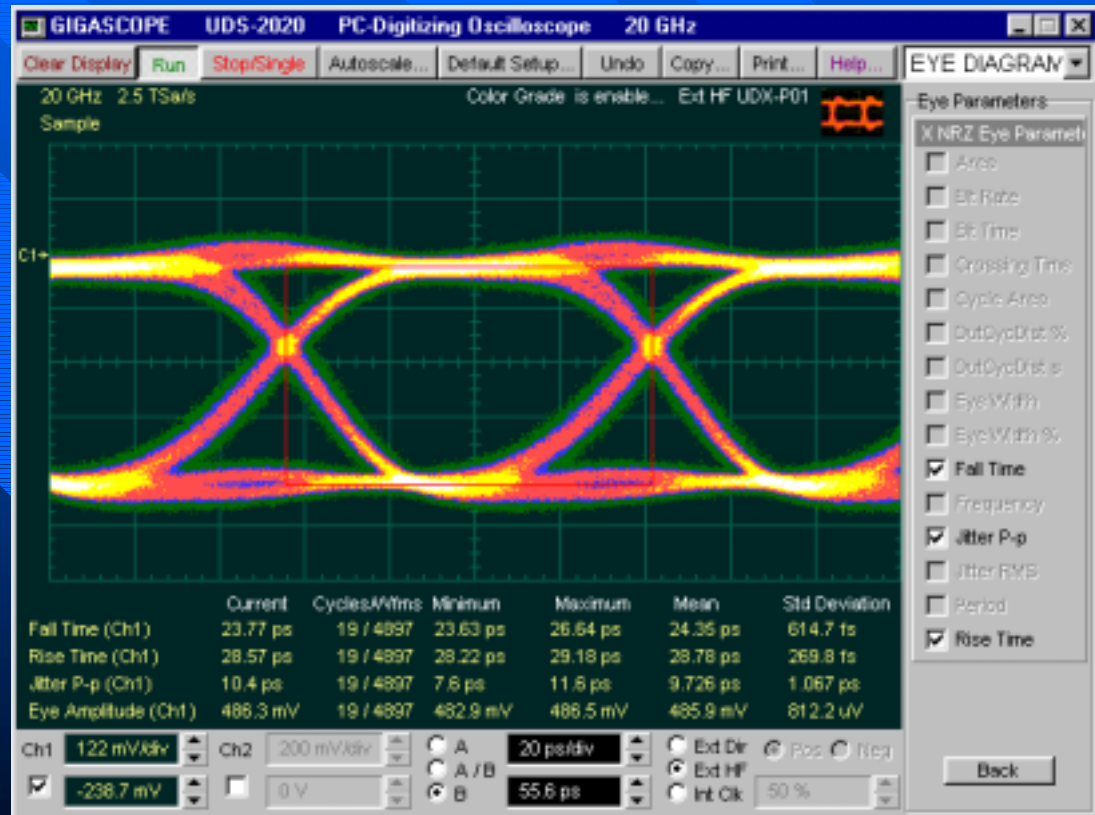 GIGASCOPE UDS-2020 PC-Digitizing Oscilloscope 20 GHz
Clear Display Run Stop/Single Autoscale... Default Setup... Undo Copy... Print... Help... EYE DIAGRAM
20 GHz 2.5 TSa/s Color Grade is enable... Ext HF UDX-P01
Sample
Eye Parameters
X NRZ Eye Paramete
Area
Bit Rate
Bit Time
Crossing Time
Cycle Area
DutCycDist %
DutCycDist s
Eye Width
Eye Width %
Fall Time
Frequency
Jitter P-p
Jitter RMS
Period
Rise Time
C1
Current Cycles/Wfms Minimum Maximum Mean Std Deviation
Fall Time (Ch1) 23.77 ps 19 / 4897 23.63 ps 26.64 ps 24.35 ps 614.7 fs
Rise Time (Ch1) 28.57 ps 19 / 4897 28.22 ps 29.18 ps 28.78 ps 269.8 fs
Jitter P-p (Ch1) 10.4 ps 19 / 4897 7.6 ps 11.6 ps 9.726 ps 1.067 ps
Eye Amplitude (Ch1) 486.3 mV 19 / 4897 482.9 mV 486.5 mV 485.9 mV 812.2 uV
Ch1 122 mV/div Ch2 200 mV/div A 20 ps/div Ext Dir Pos Neg
A / B Ext HF Back
-238.7 mV 0 V B 55.6 ps Int Clk 50 %